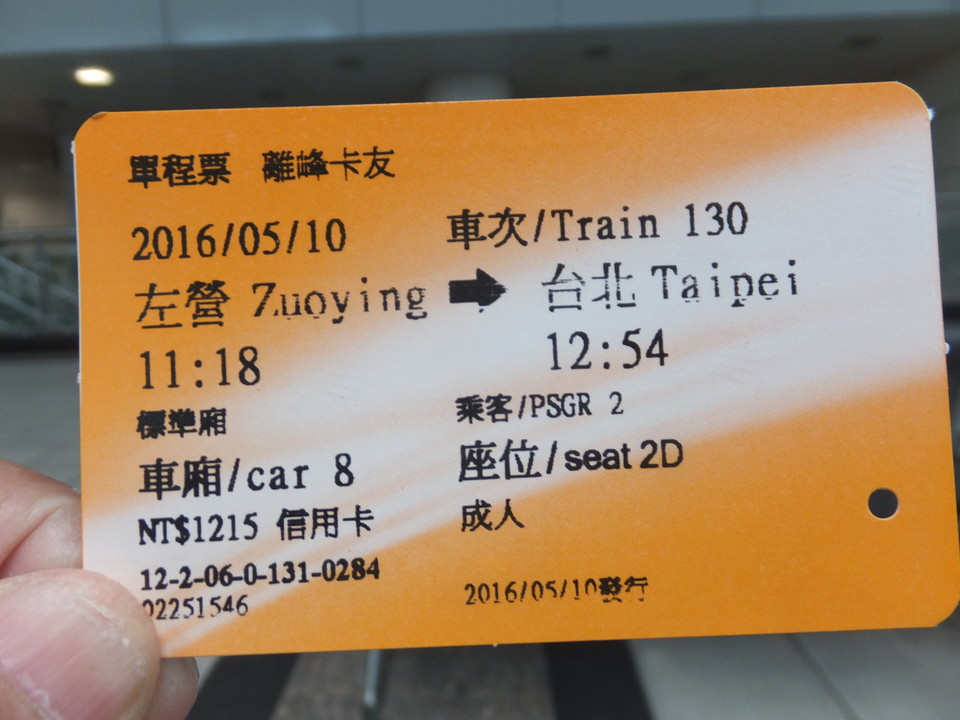 單程票 離峰卡友
2016/05/10 車次/Train 130
左營 Zuoying → 台北 Taipei
11:18 12:54
標準廂 乘客/PSGR 2
車廂/car 8 座位/seat 2D
NT$1215 信用卡 成人
12-2-06-0-131-0284
02251546 2016/05/10發行